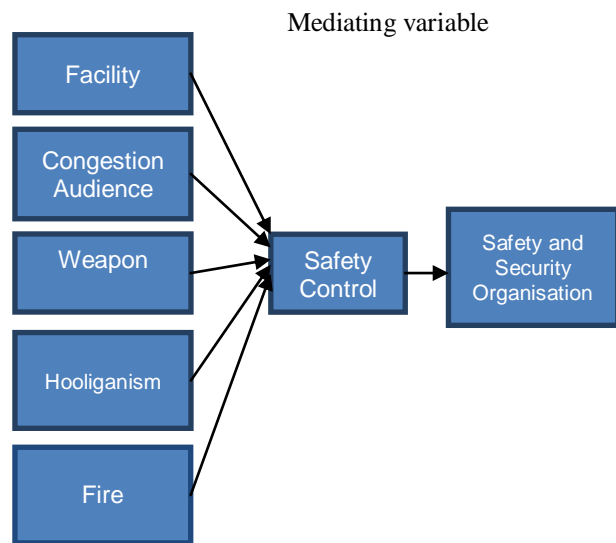 Mediating variable
Facility
Congestion
Audience
Weapon
Safety
Control
Safety and
Security
Organisation
Hooliganism
Fire